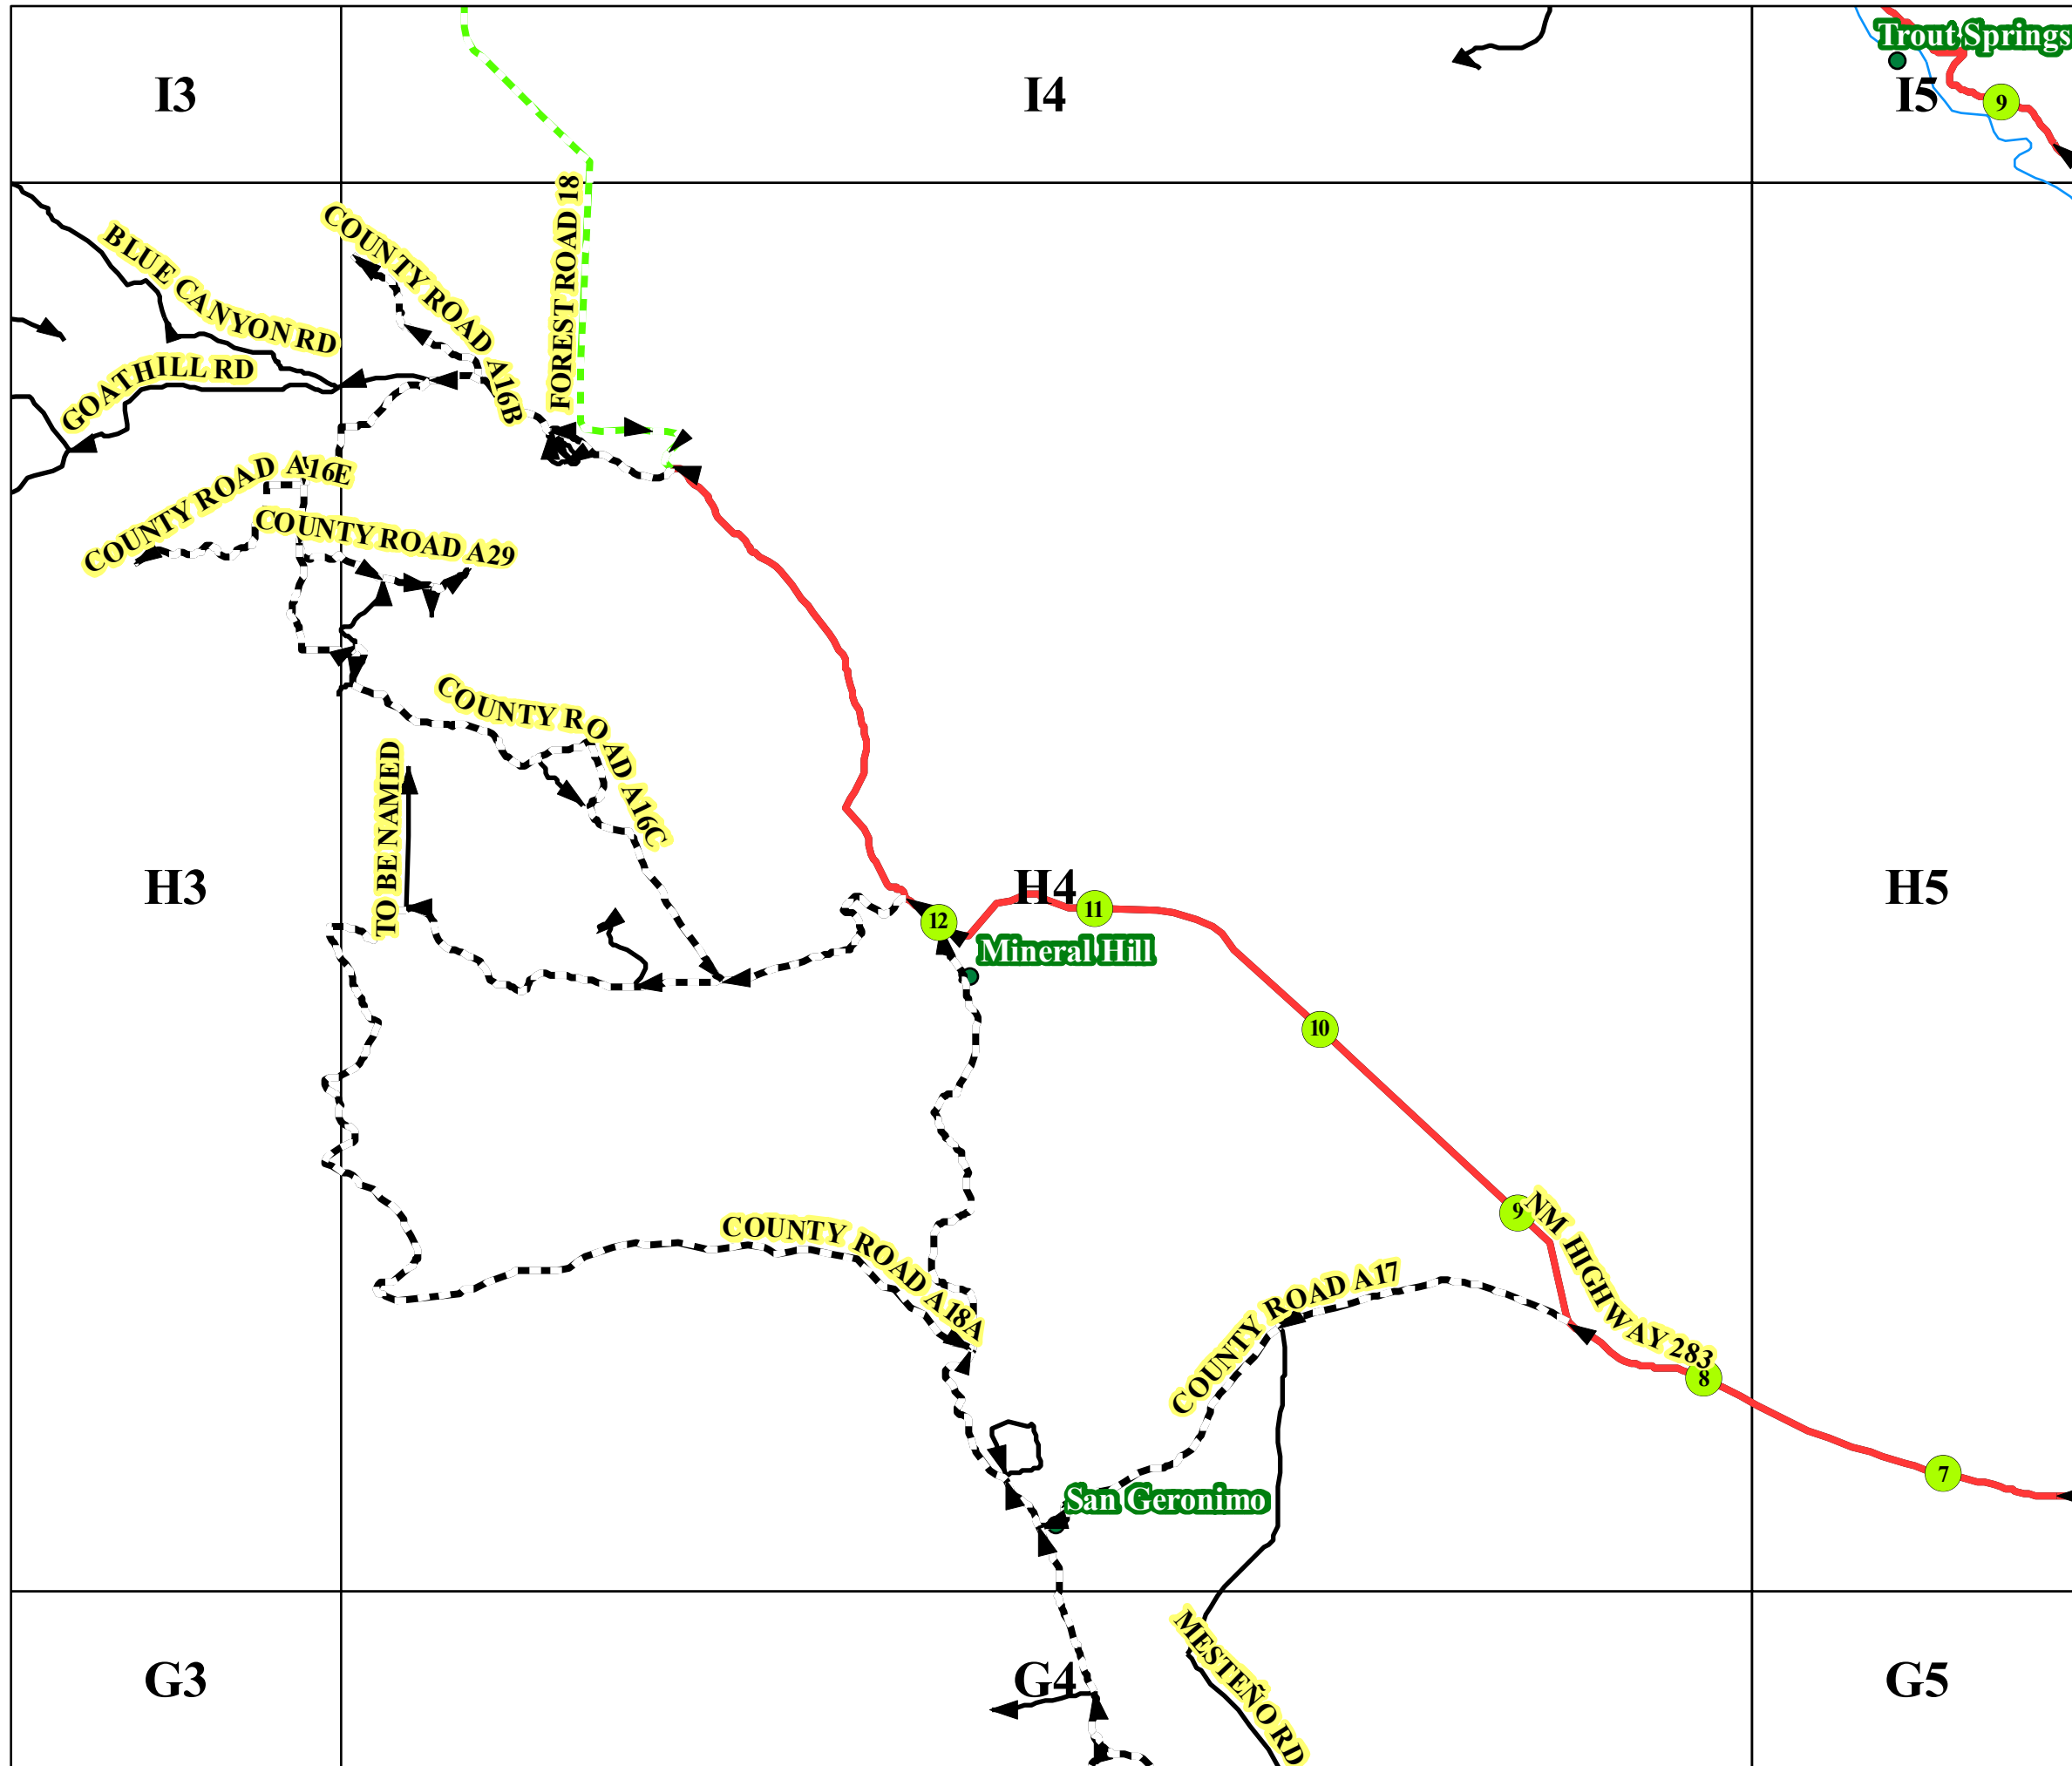 Trout Springs
I3
I4
I5
9
COUNTY ROAD A16B
FOREST ROAD 18
BLUE CANYON RD
GOAT HILL RD
COUNTY ROAD A16E
COUNTY ROAD A29
COUNTY ROAD A16C
TO BE NAMED
H3
H4
H5
12
11
Mineral Hill
10
9
NM HIGHWAY 283
COUNTY ROAD A18A
COUNTY ROAD A17
8
7
San Geronimo
MESTEÑO RD
G3
G4
G5